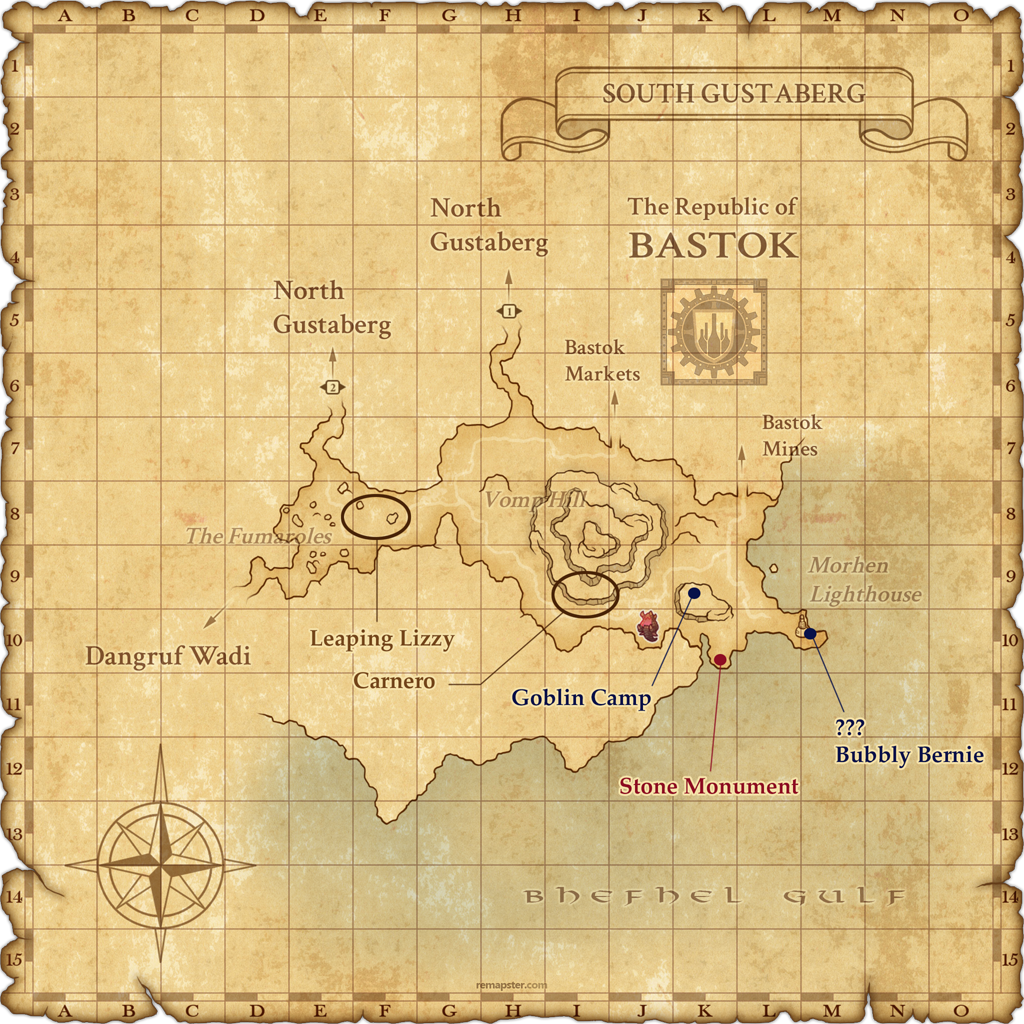 A B C D E F G H I J K L M N O
1 1
SOUTH GUSTABERG
2 2
3 3
North
Gustaberg
The Republic of
BASTOK
4 4
North
Gustaberg
1
5 5
Bastok
Markets
2
6 6
Bastok
Mines
7 7
Vomp Hill
8 8
The Fumaroles
9 9
Morhen
Lighthouse
10 10
Leaping Lizzy
Dangruf Wadi
Carnero
Goblin Camp
11 11
???
Bubbly Bernie
12 12
Stone Monument
13 13
14 14
BHEFHEL GULF
15 15
remapster.com
A B C D E F G H I J K L M N O